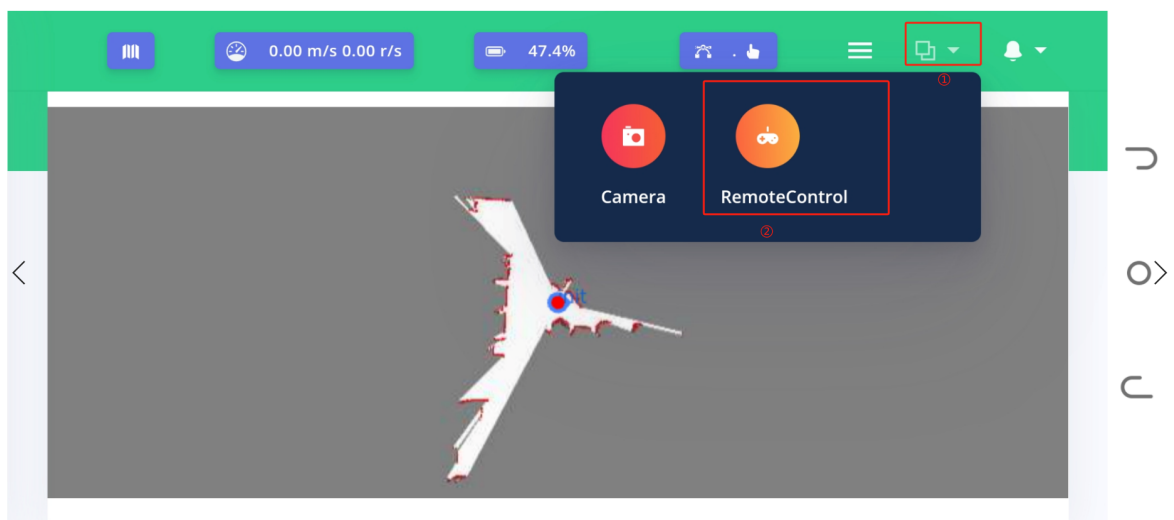 0.00 m/s 0.00 r/s
47.4%
.
①
Camera
RemoteControl
②